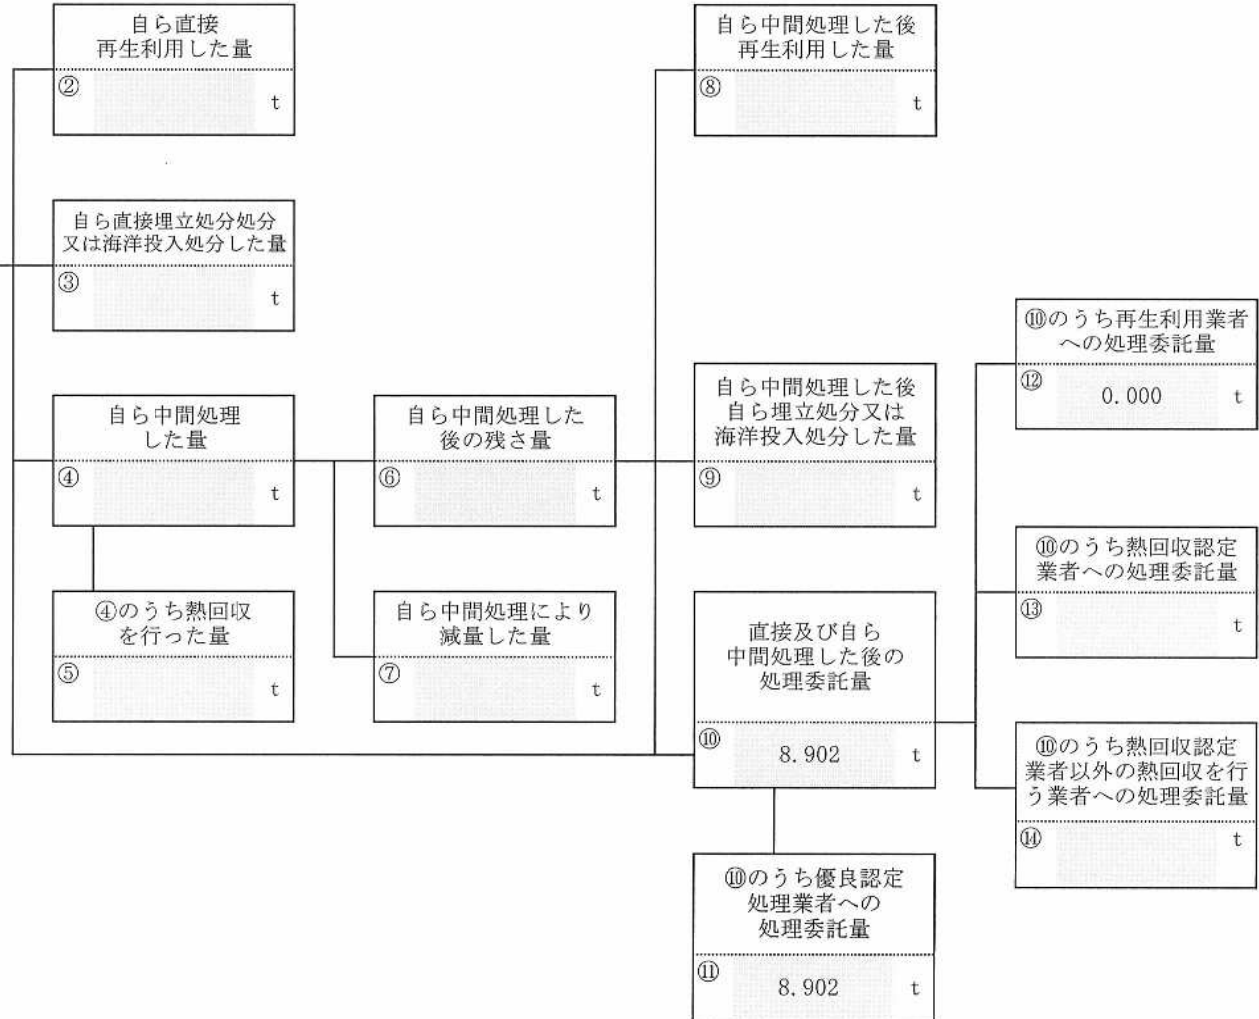 自ら直接
再生利用した量
②
t
自ら中間処理した後
再生利用した量
⑧
t
自ら直接埋立処分処分
又は海洋投入処分した量
③
t
⑩のうち再生利用業者
への処理委託量
⑫
0.000 t
自ら中間処理
した量
④
t
自ら中間処理した
後の残さ量
⑥
t
自ら中間処理した後
自ら埋立処分又は
海洋投入処分した量
⑨
t
⑩のうち熱回収認定
業者への処理委託量
⑬
t
④のうち熱回収
を行った量
⑤
t
自ら中間処理により
減量した量
⑦
t
直接及び自ら
中間処理した後の
処理委託量
⑩
8.902 t
⑩のうち熱回収認定
業者以外の熱回収を行
う業者への処理委託量
⑭
t
⑩のうち優良認定
処理業者への
処理委託量
⑪
8.902 t